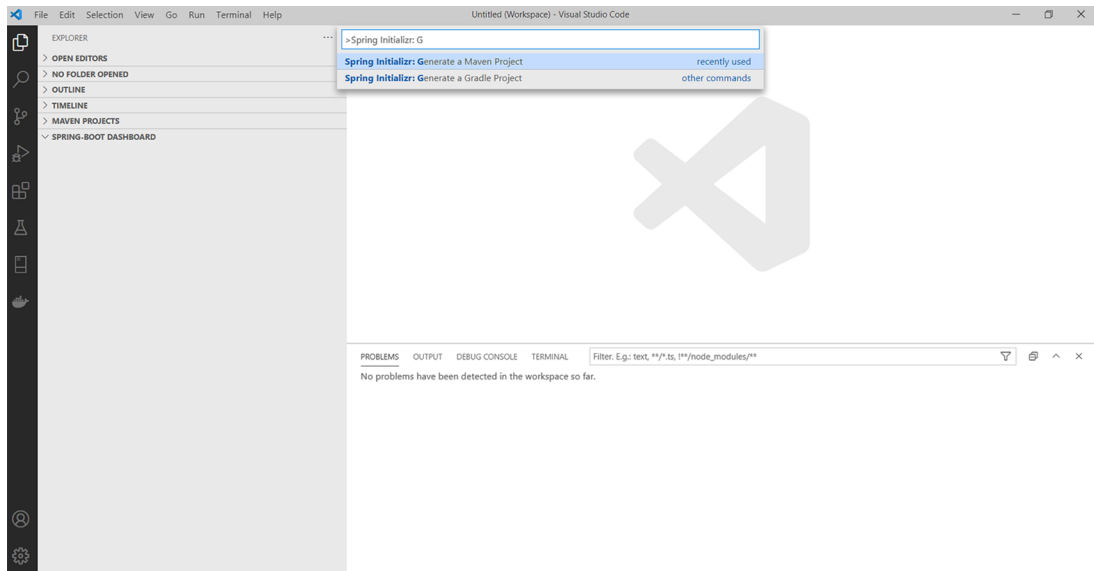 File Edit Selection View Go Run Terminal Help
Untitled (Workspace) - Visual Studio Code
EXPLORER
OPEN EDITORS
NO FOLDER OPENED
OUTLINE
TIMELINE
MAVEN PROJECTS
SPRING-BOOT DASHBOARD
>Spring Initializr: G
Spring Initializr: Generate a Maven Project recently used
Spring Initializr: Generate a Gradle Project other commands
PROBLEMS OUTPUT DEBUG CONSOLE TERMINAL Filter. E.g.: text, **/*.ts, !**/node_modules/**
No problems have been detected in the workspace so far.